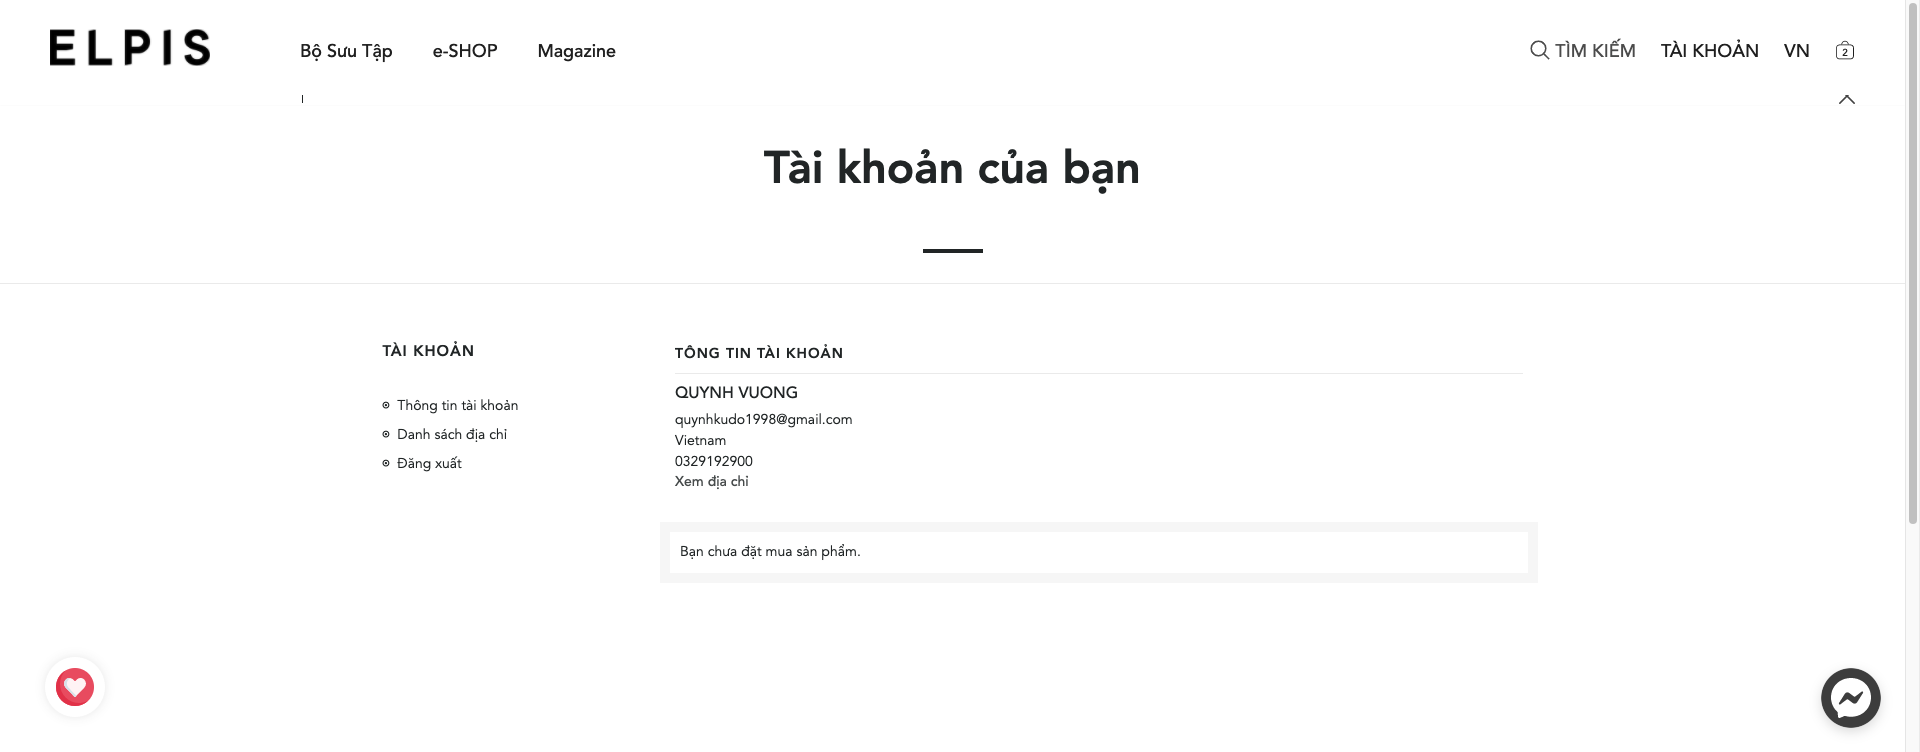 ELPIS
Bộ Sưu Tập e-SHOP Magazine
TÌM KIẾM TÀI KHOẢN VN 2
Tài khoản của bạn
TÀI KHOẢN
Thông tin tài khoản
Danh sách địa chỉ
Đăng xuất
TÔNG TIN TÀI KHOẢN
QUYNH VUONG
quynhkudo1998@gmail.com
Vietnam
0329192900
Xem địa chỉ
Bạn chưa đặt mua sản phẩm.